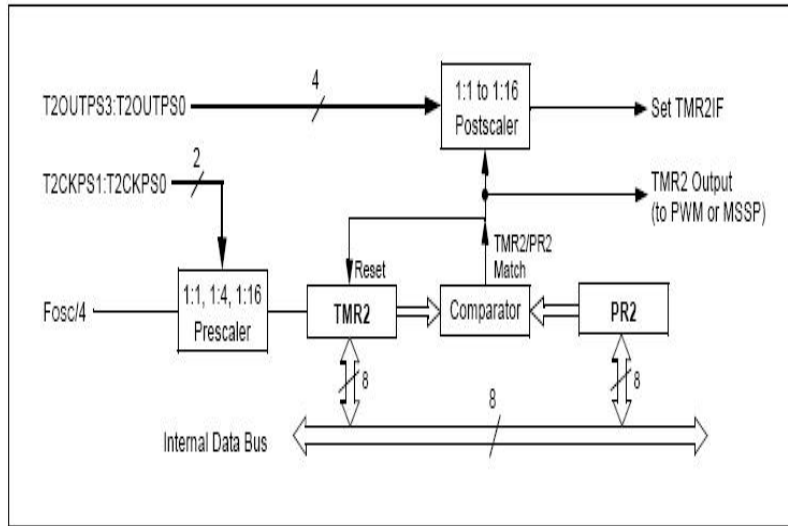 4
T2OUTPS3:T2OUTPS0
1:1 to 1:16
Postscaler
Set TMR2IF
2
T2CKPS1:T2CKPS0
TMR2 Output
(to PWM or MSSP)
TMR2/PR2
Match
Reset
Fosc/4
1:1, 1:4, 1:16
Prescaler
TMR2
Comparator
PR2
8
8
8
Internal Data Bus